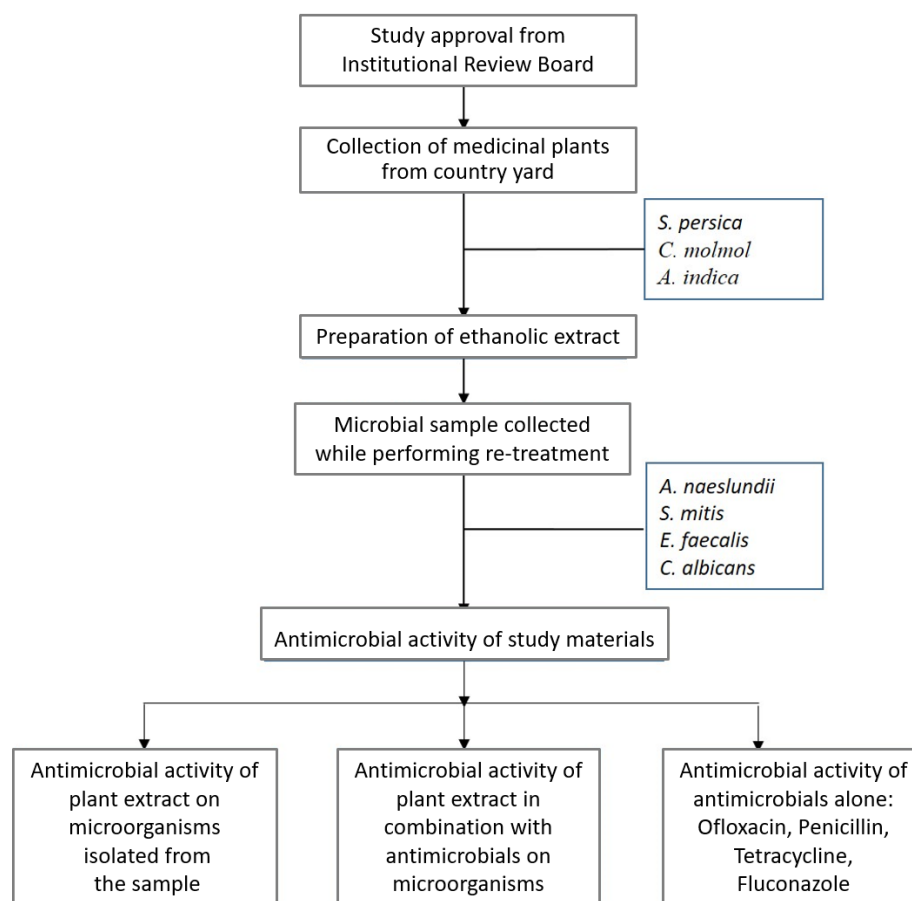 Study approval from
Institutional Review Board
Collection of medicinal plants
from country yard
S. persica
C. molmol
A. indica
Preparation of ethanolic extract
Microbial sample collected
while performing re-treatment
A. naeslundii
S. mitis
E. faecalis
C. albicans
Antimicrobial activity of study materials
Antimicrobial activity of
plant extract on
microorganisms
isolated from
the sample
Antimicrobial activity of
plant extract in
combination with
antimicrobials on
microorganisms
Antimicrobial activity of
antimicrobials alone:
Ofloxacin, Penicillin,
Tetracycline,
Fluconazole